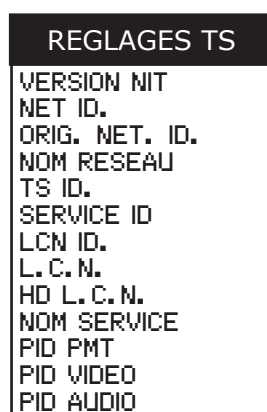 REGLAGES TS
VERSION NIT
NET ID.
ORIG. NET. ID.
NOM RESEAU
TS ID.
SERVICE ID
LCN ID.
L.C.N.
HD L.C.N.
NOM SERVICE
PID PMT
PID VIDEO
PID AUDIO